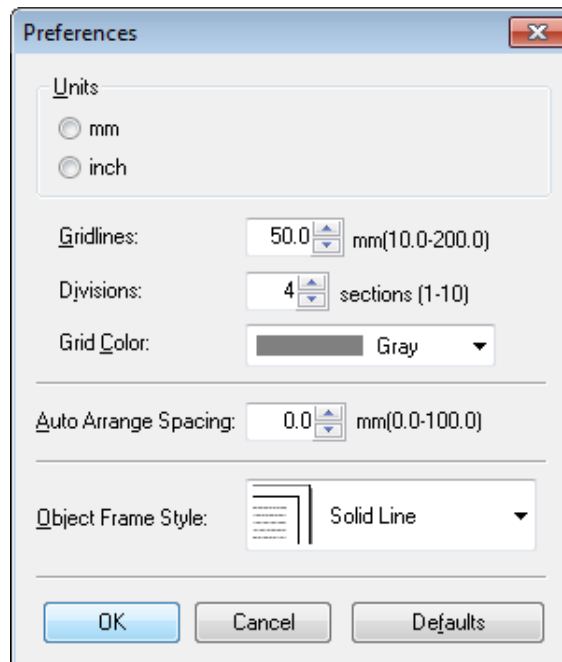 Preferences
Units
mm
inch
Gridlines: 50.0 mm(10.0-200.0)
Divisions: 4 sections (1-10)
Grid Color: Gray
Auto Arrange Spacing: 0.0 mm(0.0-100.0)
Object Frame Style: Solid Line
OK Cancel Defaults